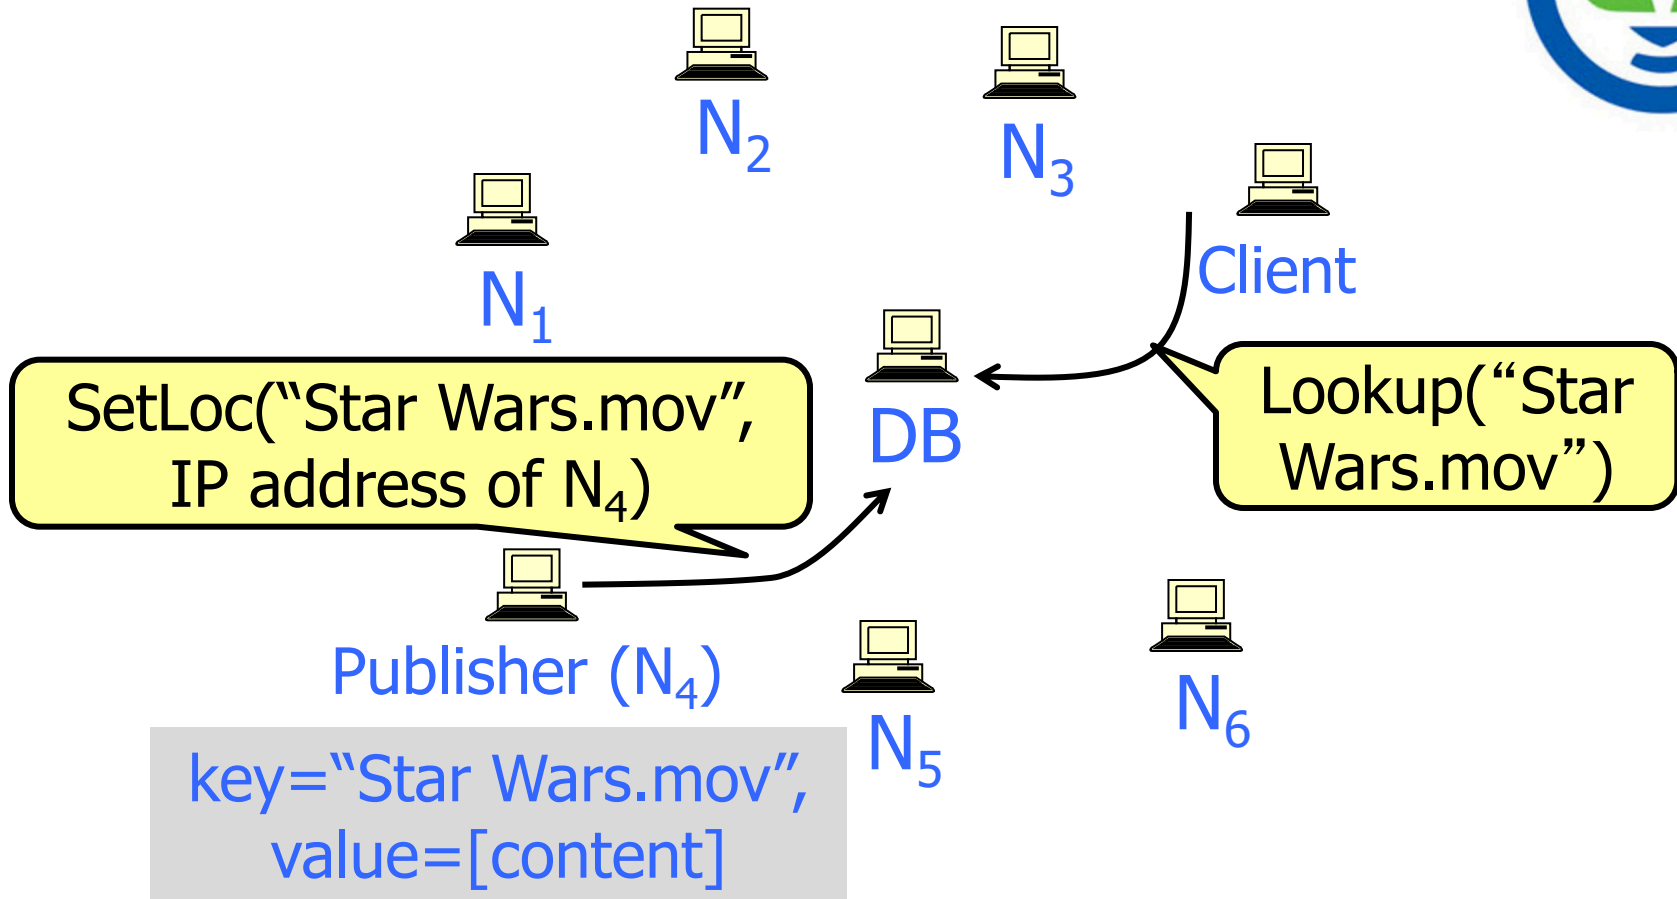 N₂
N₃
N₁
Client
SetLoc(“Star Wars.mov”,
IP address of N₄)
DB
Lookup(“Star
Wars.mov”)
Publisher (N₄)
N₅
N₆
key=“Star Wars.mov”,
value=[content]